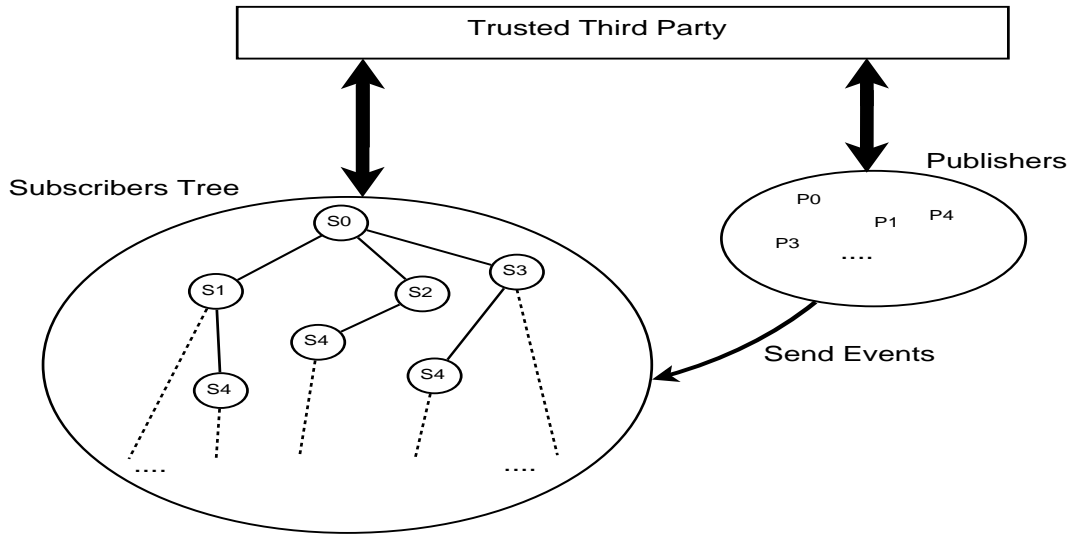 Trusted Third Party
Publishers
Subscribers Tree
P0
P1
P4
P3
....
S0
S1
S2
S3
S4
S4
S4
Send Events
....
....